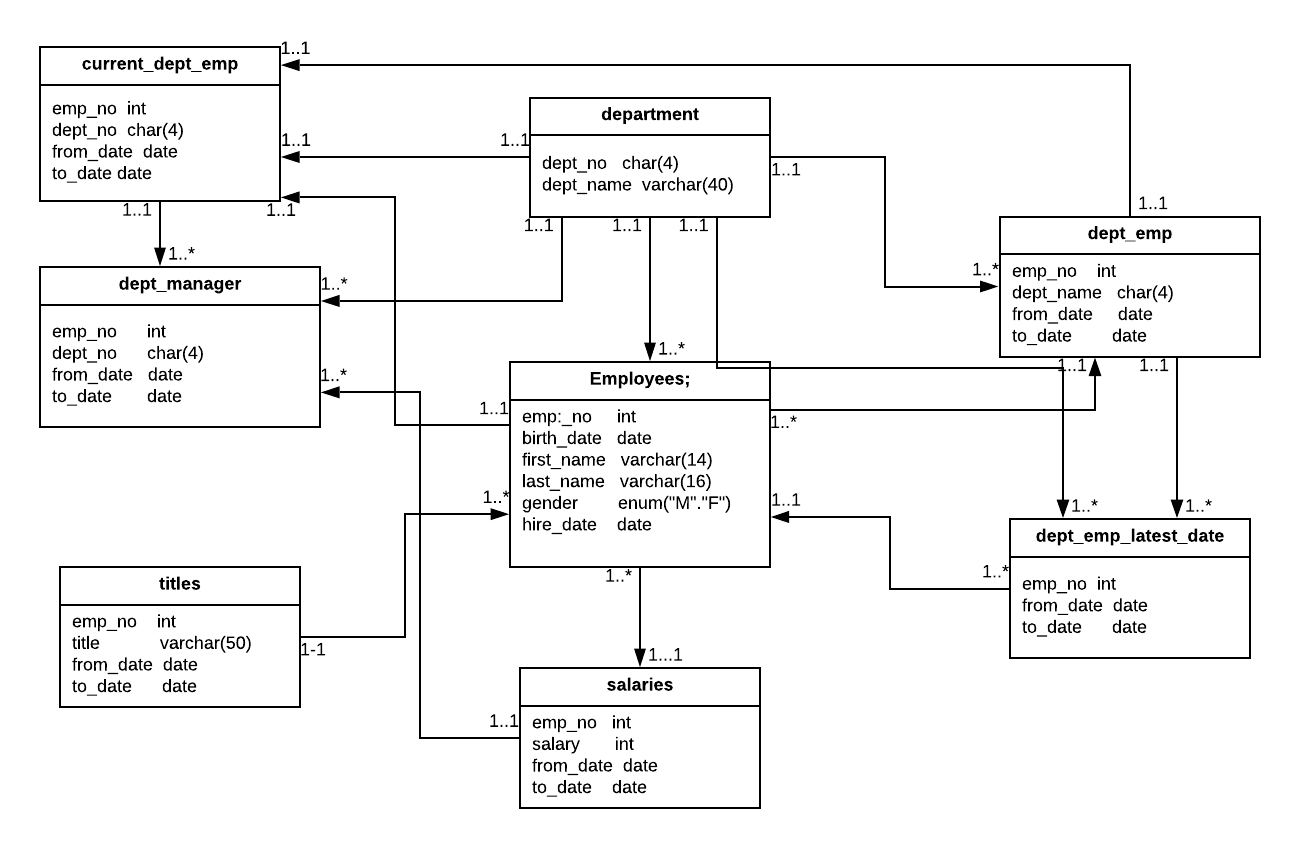 1..1
current_dept_emp
emp_no int
dept_no char(4)
from_date date
to_date date
1..1
1..1
1..1
1..*
department
dept_no char(4)
dept_name varchar(40)
1..1
1..1
1..1
1..1
1..1
1..1
dept_emp
emp_no int
dept_name char(4)
from_date date
to_date date
1..*
1..1
1..1
dept_manager
emp_no int
dept_no char(4)
from_date date
to_date date
1..*
1..*
1..*
Employees;
emp:_no int
birth_date date
first_name varchar(14)
last_name varchar(16)
gender enum("M"."F")
hire_date date
1..1
1..*
1..*
1..1
1..*
1..*
1..*
dept_emp_latest_date
emp_no int
from_date date
to_date date
1..*
titles
emp_no int
title varchar(50)
from_date date
to_date date
1-1
1..*
1...1
salaries
emp_no int
salary int
from_date date
to_date date
1..1